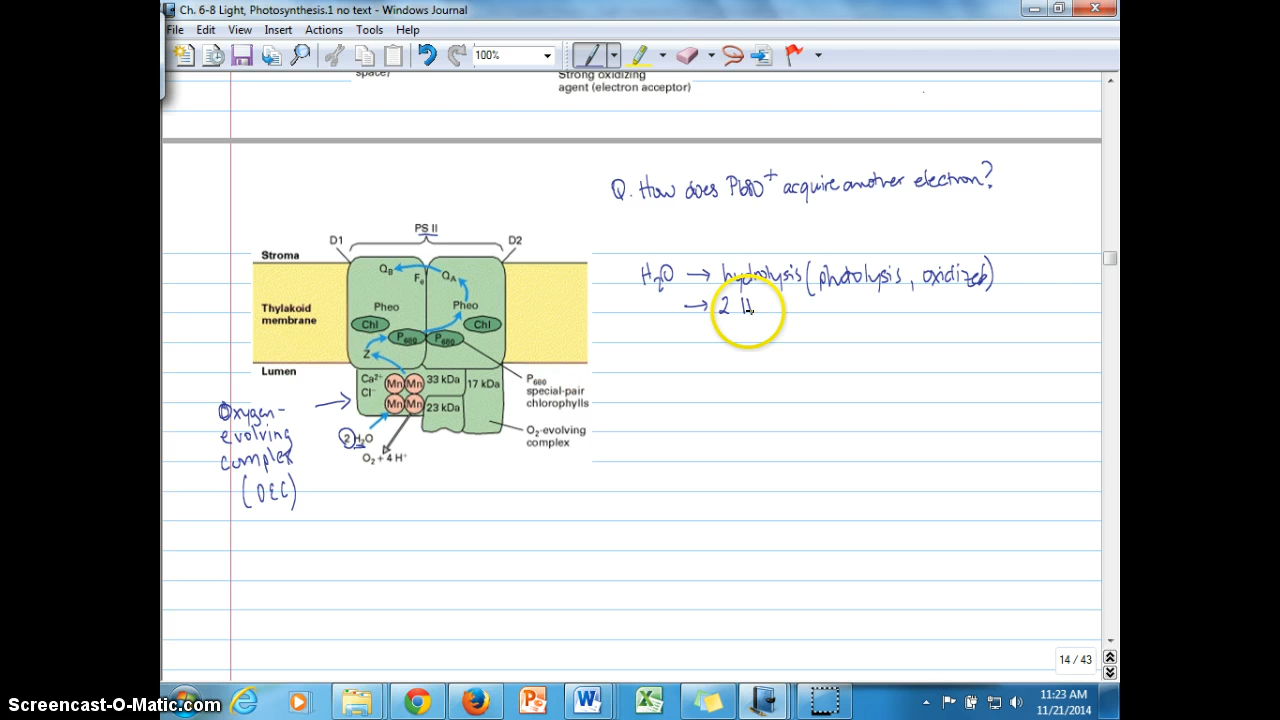 Ch. 6-8 Light, Photosynthesis.1 no text - Windows Journal
File Edit View Insert Actions Tools Help
100%
space)
Strong oxidizing
agent (electron acceptor)
Q. How does P680+ acquire another electron?
PS II
D1
D2
Stroma
QB
Fe
QA
H2O → hydrolysis (photolysis, oxidized)
→ 2 H
Thylakoid
membrane
Pheo
Pheo
Chl
Chl
P680
P680
Z
Lumen
Ca2+
Cl-
Mn Mn
Mn Mn
33 kDa
17 kDa
23 kDa
P680
special-pair
chlorophylls
Oxygen-
evolving
complex
(OEC)
2 H2O
O2 + 4 H+
O2-evolving
complex
14 / 43
11:23 AM
11/21/2014
Screencast-O-Matic.com